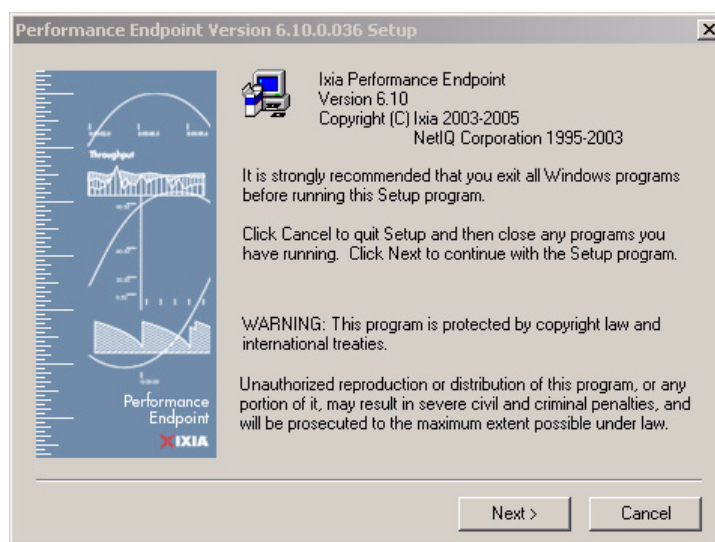 Performance Endpoint Version 6.10.0.036 Setup
Ixia Performance Endpoint
Version 6.10
Copyright (C) Ixia 2003-2005
NetIQ Corporation 1995-2003
It is strongly recommended that you exit all Windows programs
before running this Setup program.
Click Cancel to quit Setup and then close any programs you
have running. Click Next to continue with the Setup program.
WARNING: This program is protected by copyright law and
international treaties.
Unauthorized reproduction or distribution of this program, or any
portion of it, may result in severe civil and criminal penalties, and
will be prosecuted to the maximum extent possible under law.
Throughput
Performance
Endpoint
IXIA
Next >
Cancel